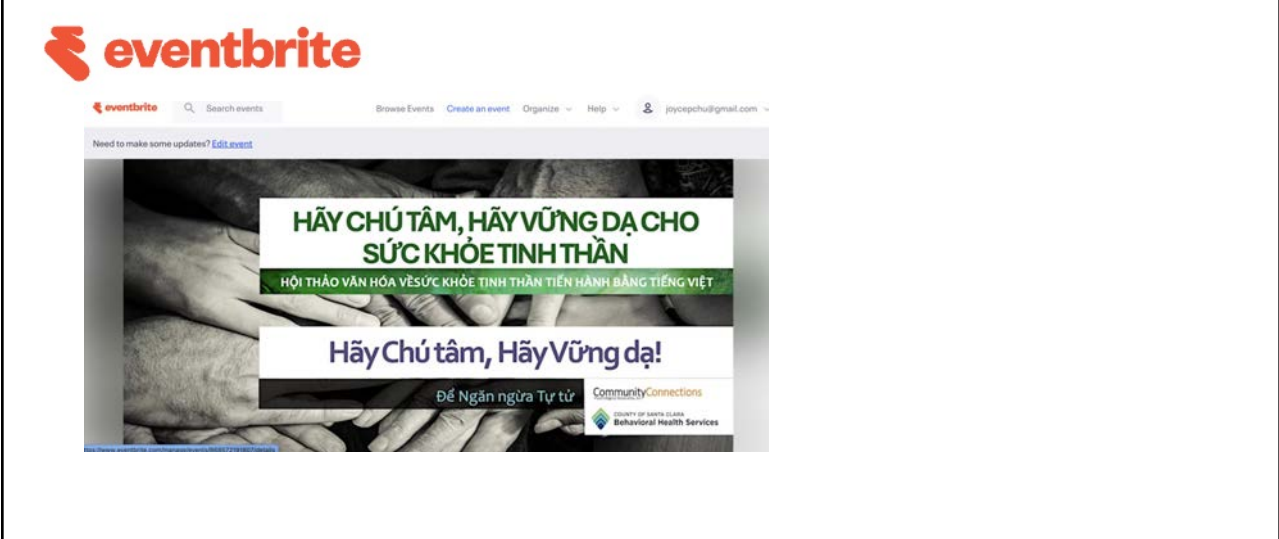 eventbrite
eventbrite Search events Browse Events Create an event Organize Help joycepchu@gmail.com
Need to make some updates? Edit event
HÃY CHÚ TÂM, HÃY VỮNG DẠ CHO
SỨC KHỎE TINH THẦN
HỘI THẢO VĂN HÓA VỀSỨC KHỎE TINH THẦN TIẾN HÀNH BẰNG TIẾNG VIỆT
Hãy Chú tâm, Hãy Vững dạ!
Để Ngăn ngừa Tự tử
CommunityConnections
COUNTY OF SANTA CLARA
Behavioral Health Services